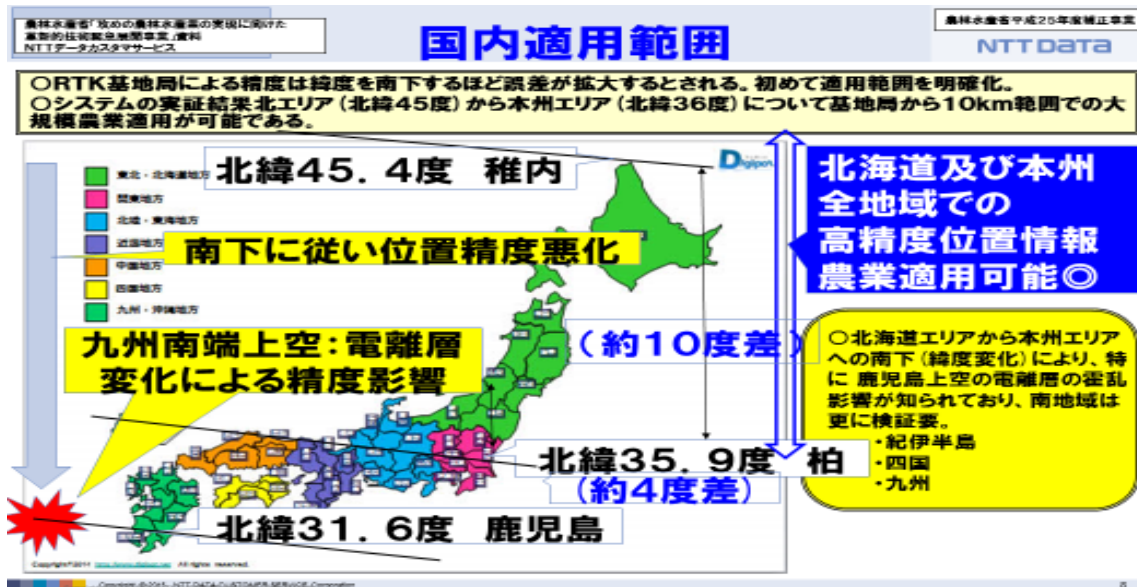 農林水産省「攻めの農林水産業の実現に向けた
革新的技術緊急展開事業」資料
NTTデータカスタマサービス
国内適用範囲
農林水産省平成25年度補正事業
NTT DATA
○RTK基地局による精度は緯度を南下するほど誤差が拡大するとされる。初めて適用範囲を明確化。
○システムの実証結果北エリア(北緯45度)から本州エリア(北緯36度)について基地局から10km範囲での大
規模農業適用が可能である。
北緯45.4度 稚内
Digipot
東北・北海道地方
関東地方
北陸・東海地方
近畿地方
中国地方
四国地方
九州・沖縄地方
南下に従い位置精度悪化
北海道及び本州
全地域での
高精度位置情報
農業適用可能◎
九州南端上空:電離層
変化による精度影響
(約10度差)
○北海道エリアから本州エリア
への南下(緯度変化)により、特
に 鹿児島上空の電離層の霍乱
影響が知られており、南地域は
更に検証要。
・紀伊半島
・四国
・九州
北緯35.9度 柏
(約4度差)
北緯31.6度 鹿児島
Copyright©2011 http://www.digipot.net All rights reserved.
Copyright © 2015 NTT DATA CUSTOMER SERVICE Corporation